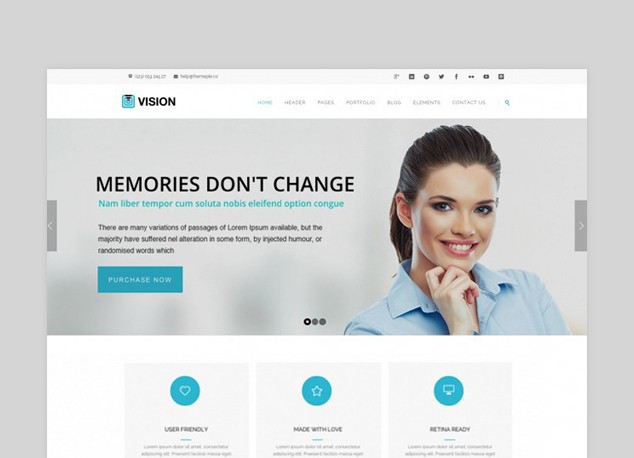 help@themeple.co
VISION
HOME HEADER PAGES PORTFOLIO BLOG ELEMENTS CONTACT US
MEMORIES DON'T CHANGE
Nam liber tempor cum soluta nobis eleifend option congue
There are many variations of passages of Lorem Ipsum available, but the
majority have suffered nel alteration in some form, by injected humour, or
randomised words which
PURCHASE NOW
USER FRIENDLY MADE WITH LOVE RETINA READY
Lorem ipsum dolor sit amet, consectetur Lorem ipsum dolor sit amet, consectetur Lorem ipsum dolor sit amet, consectetur
adipiscing elit. Praesent facilisis massa eget adipiscing elit. Praesent facilisis massa eget adipiscing elit. Praesent facilisis massa eget